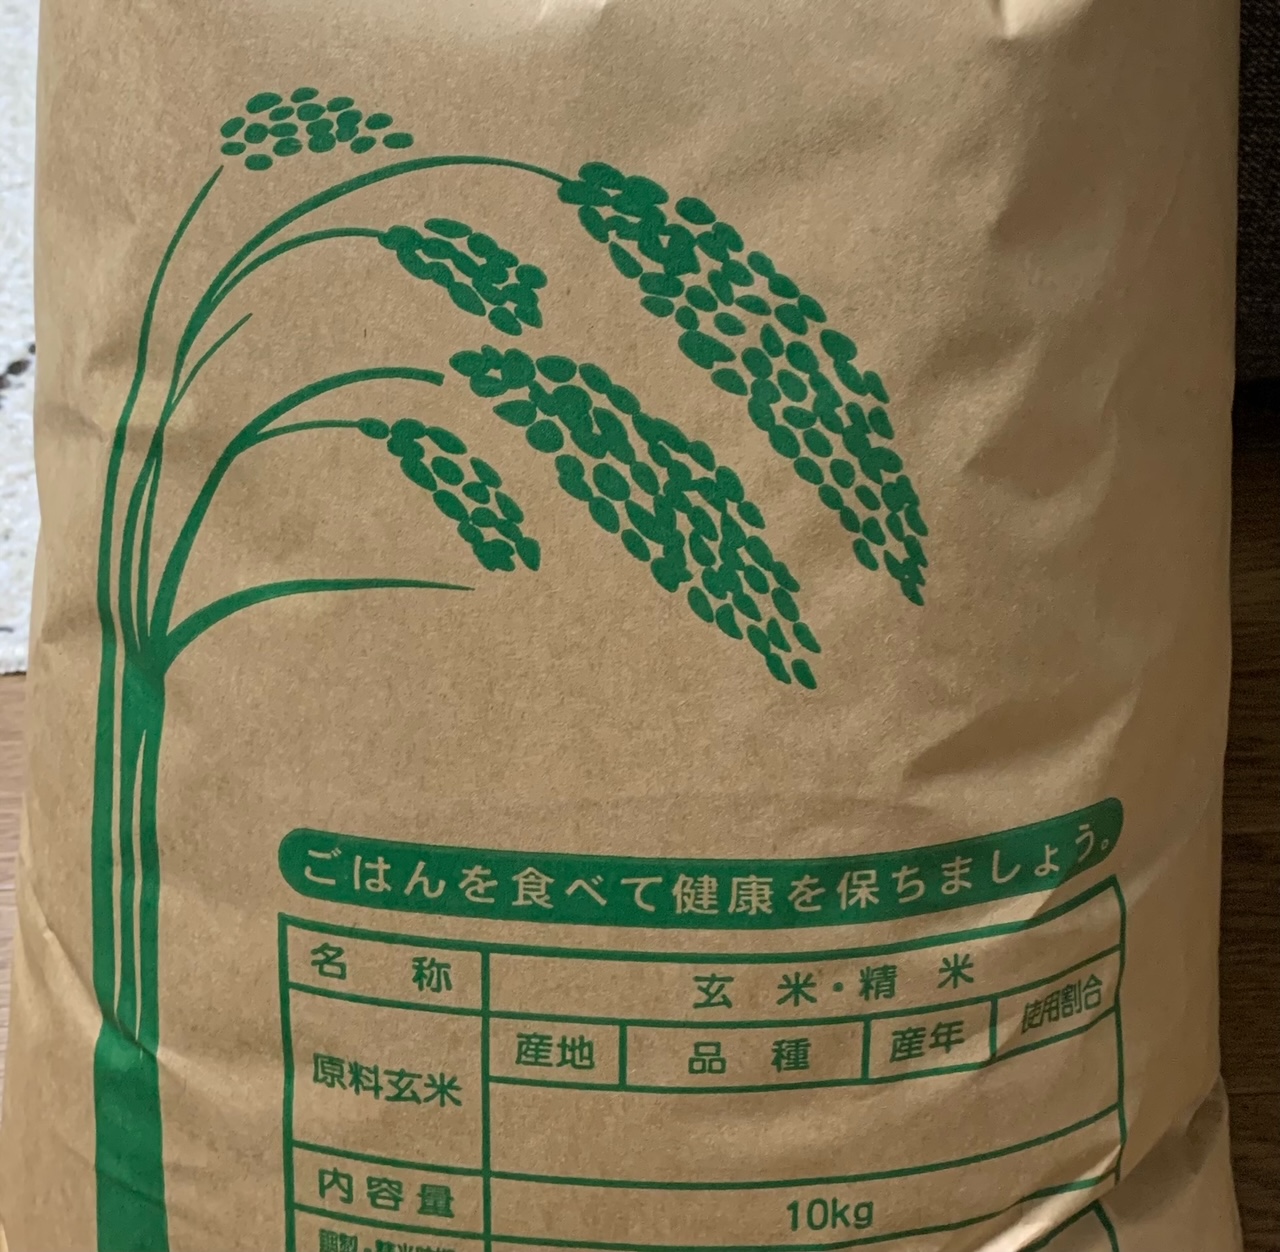 ごはんを食べて健康を保ちましょう。
名称 玄米・精米
原料玄米 産地 品種 産年 使用割合
内容量 10kg